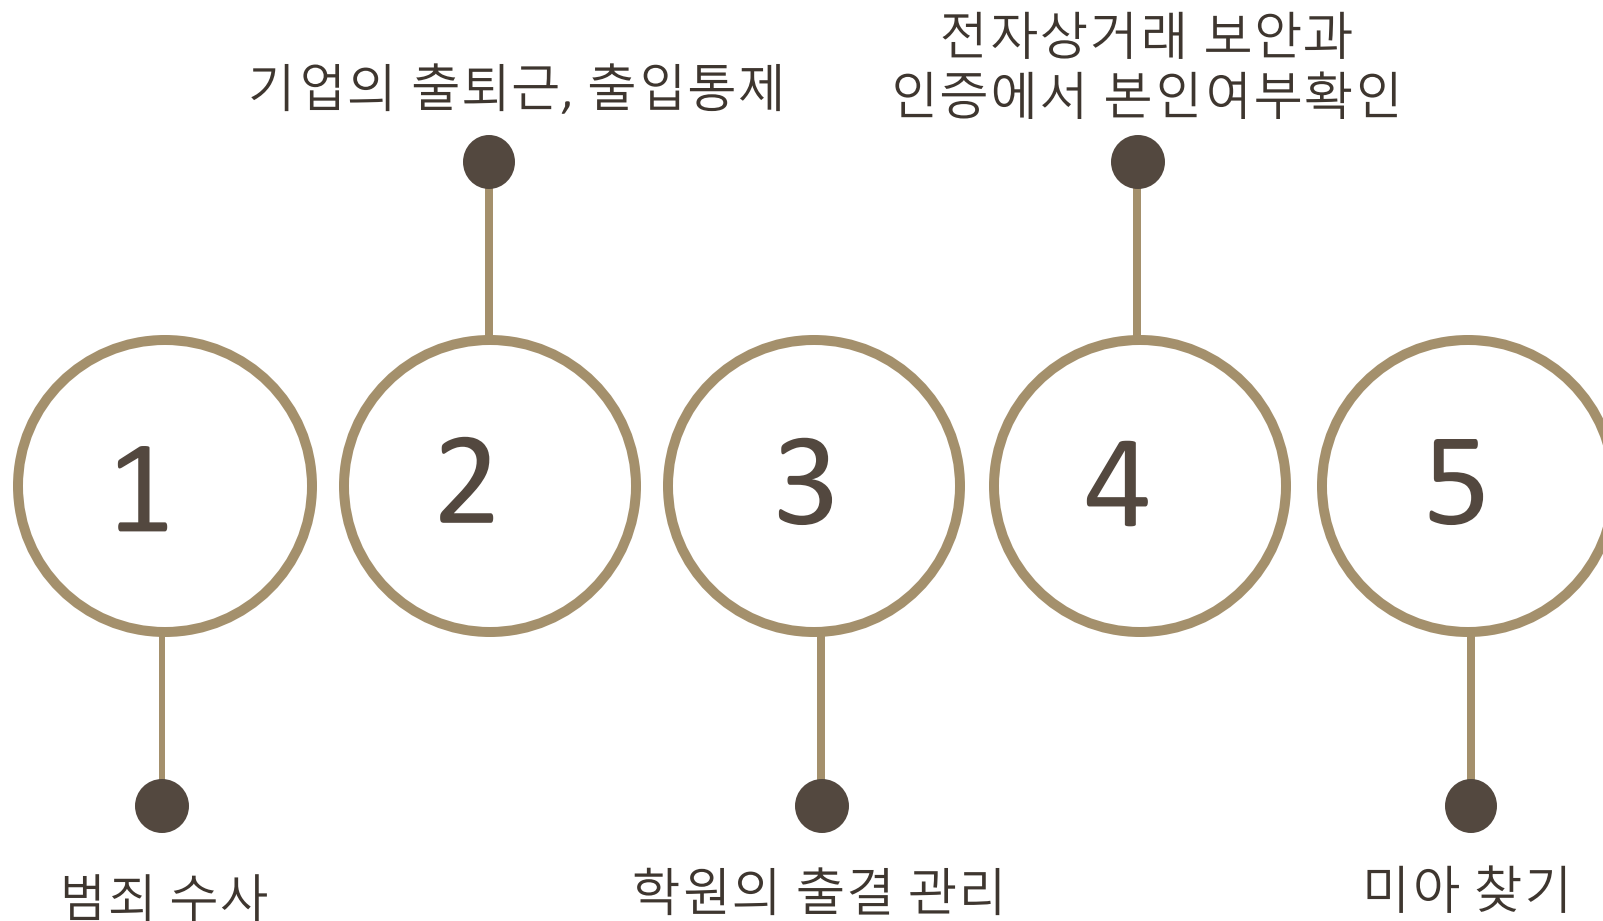 전자상거래 보안과
인증에서 본인여부확인
기업의 출퇴근, 출입통제
1
2
3
4
5
범죄 수사
학원의 출결 관리
미아 찾기